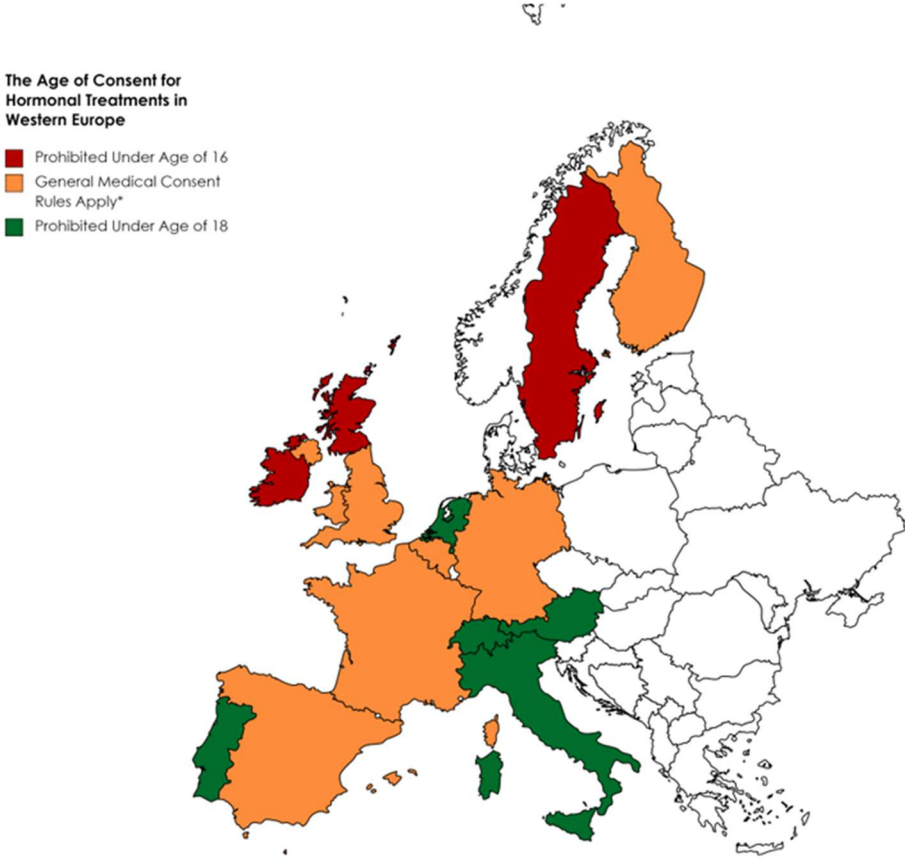 The Age of Consent for
Hormonal Treatments in
Western Europe
Prohibited Under Age of 16
General Medical Consent
Rules Apply*
Prohibited Under Age of 18